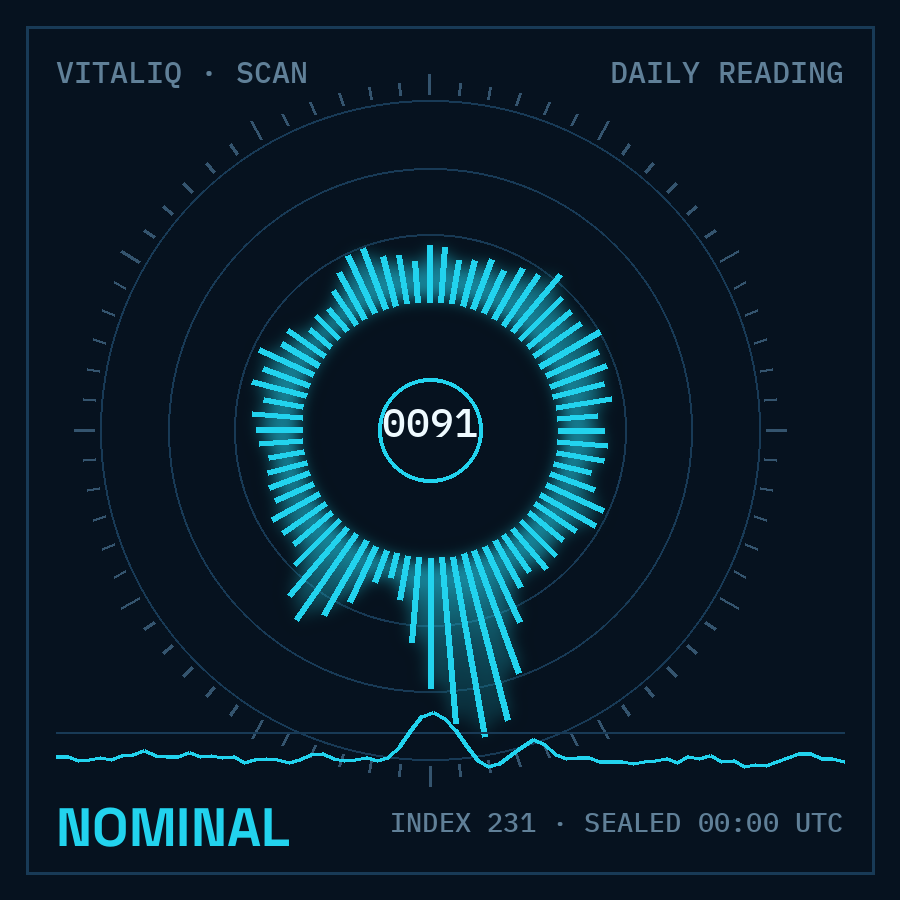 VITALIQ · SCAN
DAILY READING
0091
NOMINAL
INDEX 231 · SEALED 00:00 UTC